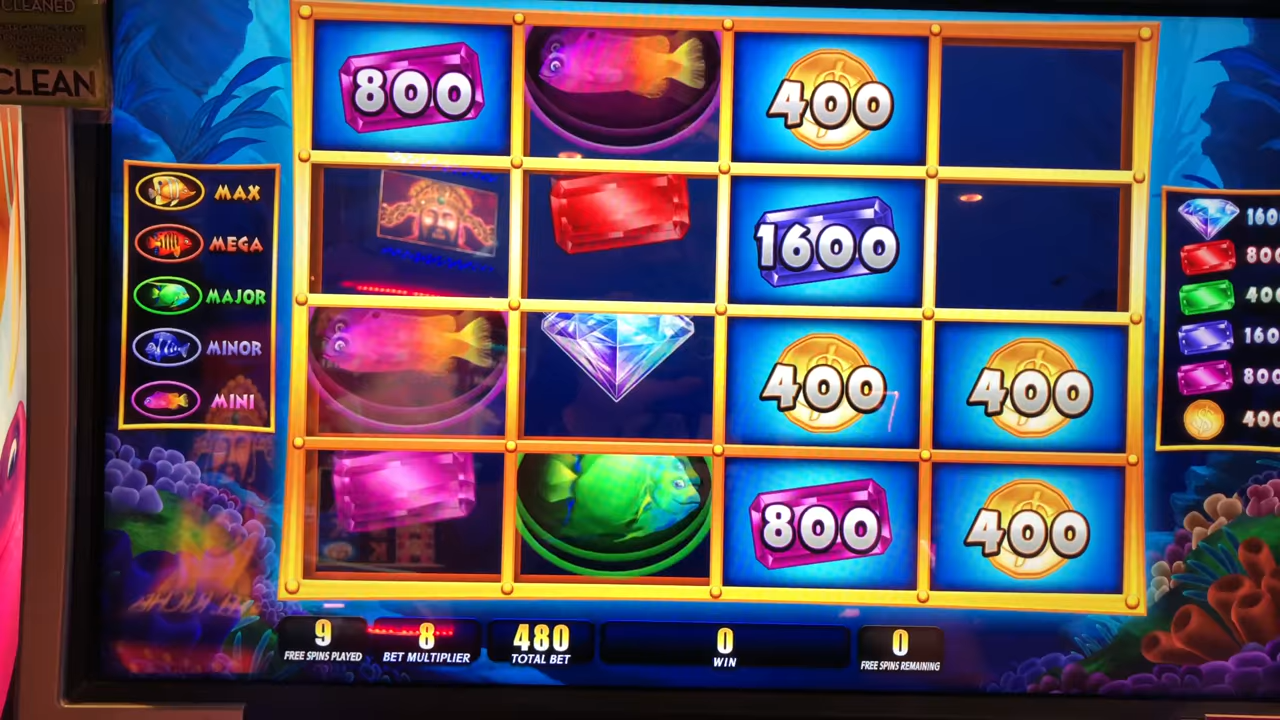 CLEANED
CLEAN
800
400
1600
400
400
800
400
MAX
MEGA
MAJOR
MINOR
MINI
9
FREE SPINS PLAYED
8
BET MULTIPLIER
480
TOTAL BET
0
WIN
0
FREE SPINS REMAINING